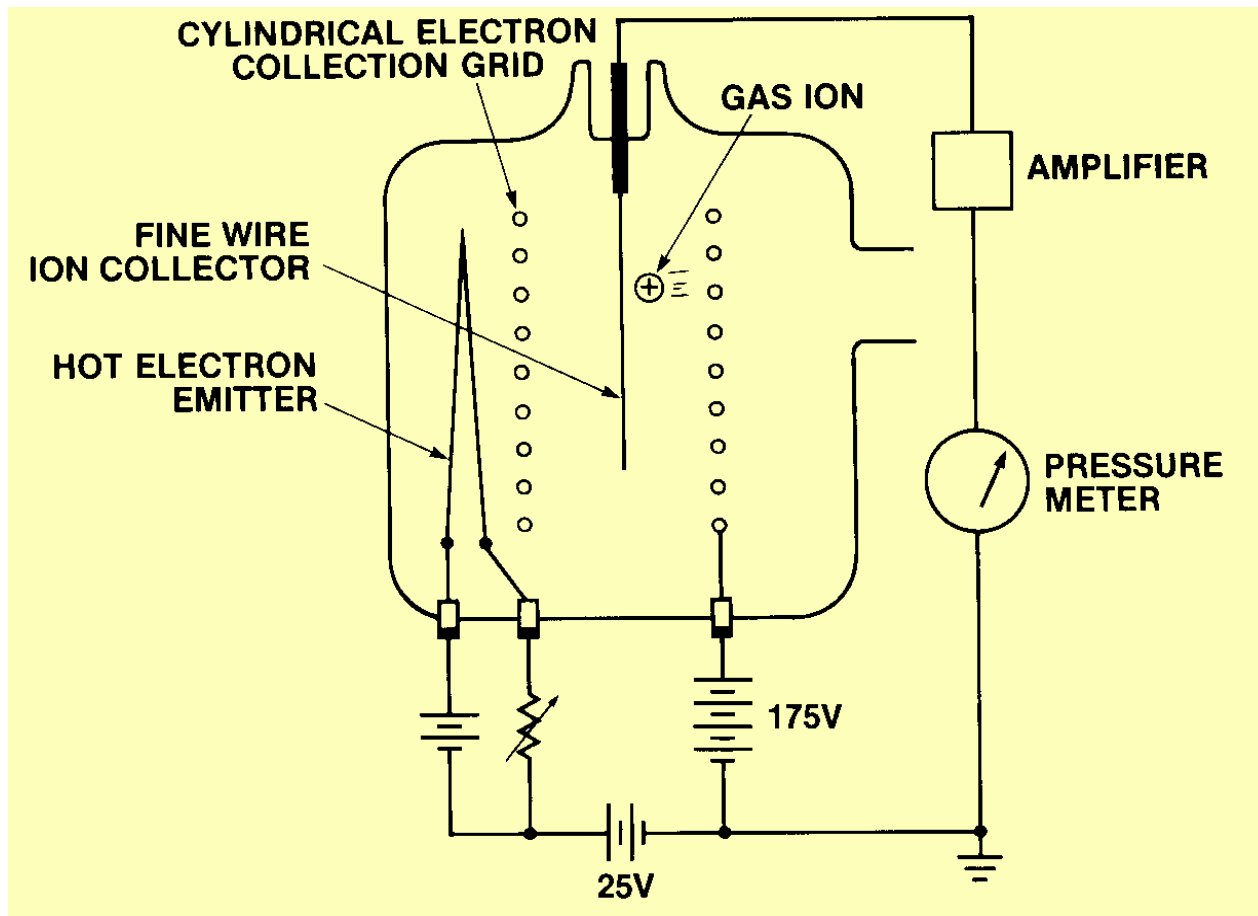 CYLINDRICAL ELECTRON
COLLECTION GRID
GAS ION
AMPLIFIER
FINE WIRE
ION COLLECTOR
HOT ELECTRON
EMITTER
PRESSURE
METER
175V
25V